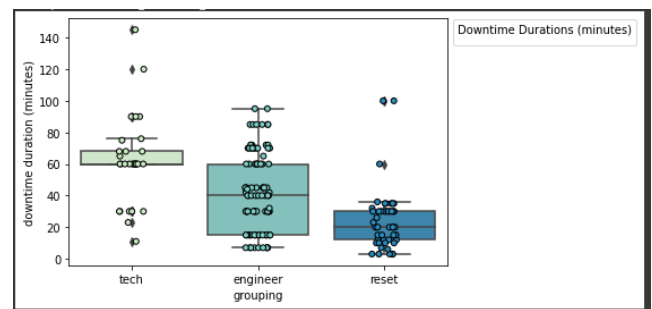 Downtime Durations (minutes)
downtime duration (minutes)
140
120
100
80
60
40
20
0
tech engineer reset
grouping